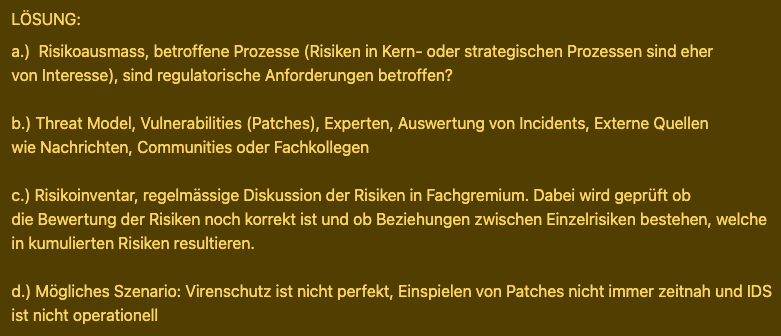 LÖSUNG:
a.) Risikoausmass, betroffene Prozesse (Risiken in Kern- oder strategischen Prozessen sind eher
von Interesse), sind regulatorische Anforderungen betroffen?
b.) Threat Model, Vulnerabilities (Patches), Experten, Auswertung von Incidents, Externe Quellen
wie Nachrichten, Communities oder Fachkollegen
c.) Risikoinventar, regelmässige Diskussion der Risiken in Fachgremium. Dabei wird geprüft ob
die Bewertung der Risiken noch korrekt ist und ob Beziehungen zwischen Einzelrisiken bestehen, welche
in kumulierten Risiken resultieren.
d.) Mögliches Szenario: Virenschutz ist nicht perfekt, Einspielen von Patches nicht immer zeitnah und IDS
ist nicht operationell